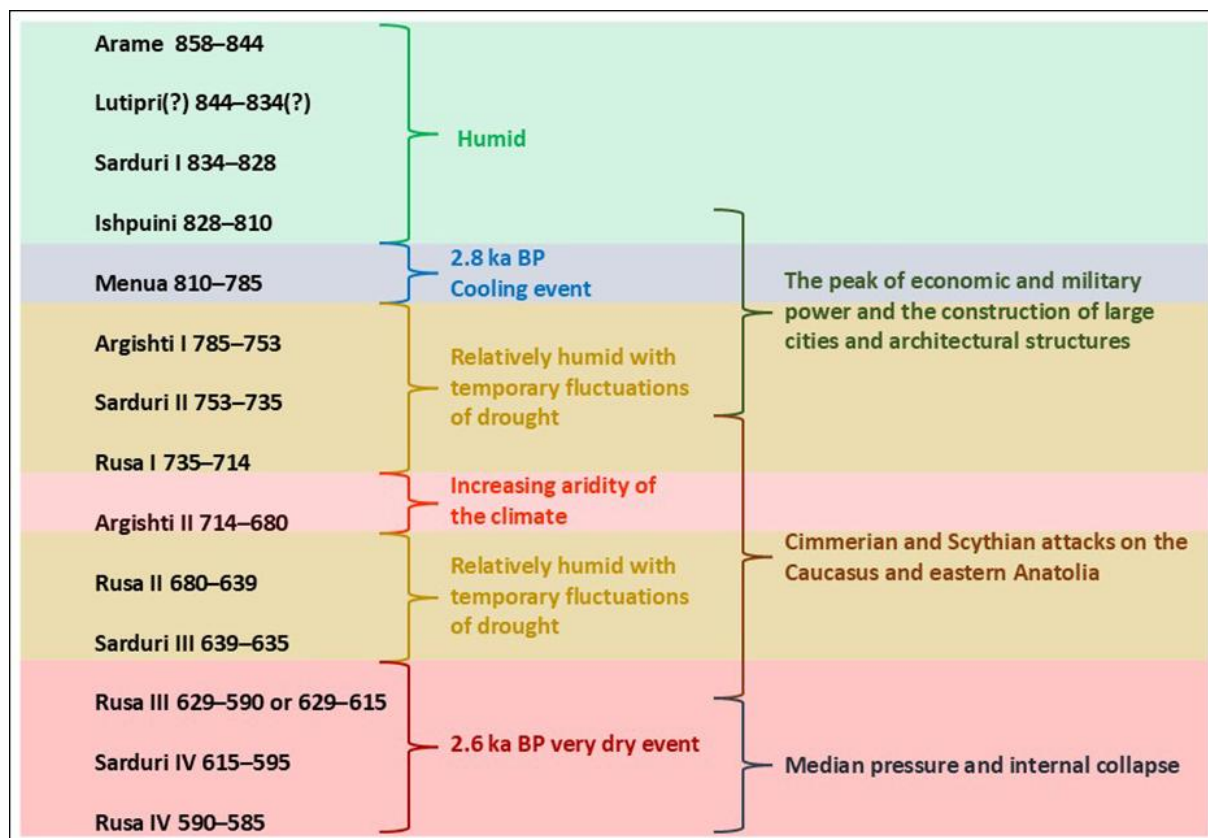 Arame 858–844
Lutipri(?) 844–834(?)
Sarduri I 834–828
Ishpuini 828–810
Menua 810–785
Argishti I 785–753
Sarduri II 753–735
Rusa I 735–714
Argishti II 714–680
Rusa II 680–639
Sarduri III 639–635
Rusa III 629–590 or 629–615
Sarduri IV 615–595
Rusa IV 590–585
Humid
2.8 ka BP
Cooling event
Relatively humid with
temporary fluctuations
of drought
Increasing aridity of
the climate
Relatively humid with
temporary fluctuations
of drought
2.6 ka BP very dry event
The peak of economic and military
power and the construction of large
cities and architectural structures
Cimmerian and Scythian attacks on the
Caucasus and eastern Anatolia
Median pressure and internal collapse